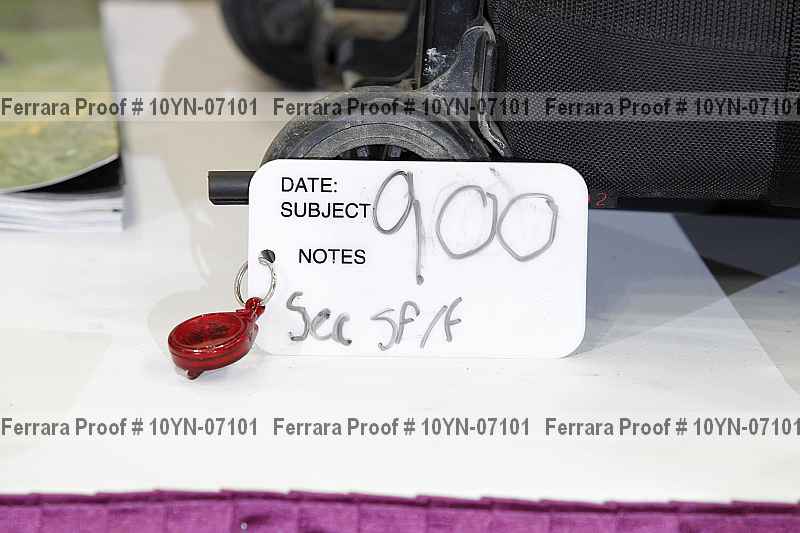 Ferrara Proof # 10YN-07101 Ferrara Proof # 10YN-07101 Ferrara Proof # 10YN-07101
DATE:
SUBJECT 900
2
NOTES
Sec SF/F
Ferrara Proof # 10YN-07101 Ferrara Proof # 10YN-07101 Ferrara Proof # 10YN-07101